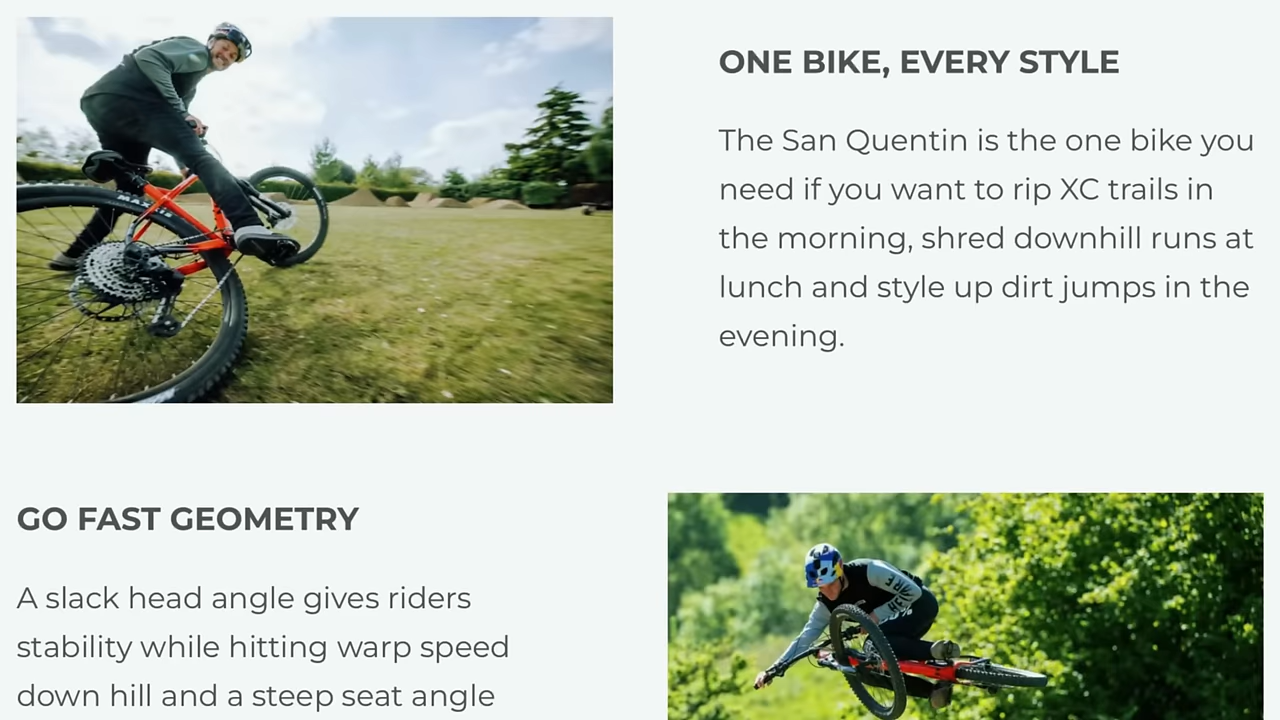 ONE BIKE, EVERY STYLE
The San Quentin is the one bike you
need if you want to rip XC trails in
the morning, shred downhill runs at
lunch and style up dirt jumps in the
evening.
MAXXIS
GO FAST GEOMETRY
A slack head angle gives riders
stability while hitting warp speed
down hill and a steep seat angle